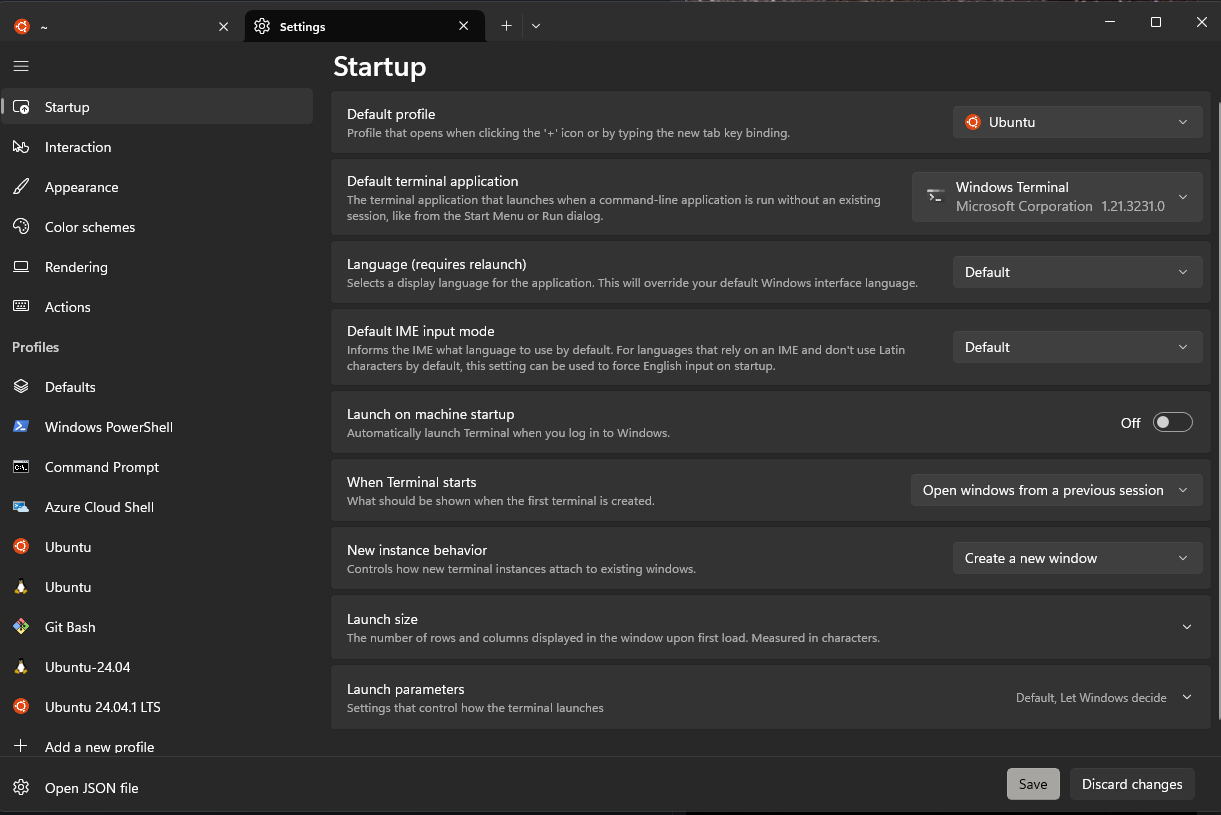 ~
Settings
Startup
Interaction
Appearance
Color schemes
Rendering
Actions
Profiles
Defaults
Windows PowerShell
Command Prompt
Azure Cloud Shell
Ubuntu
Ubuntu
Git Bash
Ubuntu-24.04
Ubuntu 24.04.1 LTS
Add a new profile
Open JSON file
Startup
Default profile
Profile that opens when clicking the '+' icon or by typing the new tab key binding.
Ubuntu
Default terminal application
The terminal application that launches when a command-line application is run without an existing
session, like from the Start Menu or Run dialog.
Windows Terminal
Microsoft Corporation 1.21.3231.0
Language (requires relaunch)
Selects a display language for the application. This will override your default Windows interface language.
Default
Default IME input mode
Informs the IME what language to use by default. For languages that rely on an IME and don't use Latin
characters by default, this setting can be used to force English input on startup.
Default
Launch on machine startup
Automatically launch Terminal when you log in to Windows.
Off
When Terminal starts
What should be shown when the first terminal is created.
Open windows from a previous session
New instance behavior
Controls how new terminal instances attach to existing windows.
Create a new window
Launch size
The number of rows and columns displayed in the window upon first load. Measured in characters.
Launch parameters
Settings that control how the terminal launches
Default, Let Windows decide
Save
Discard changes